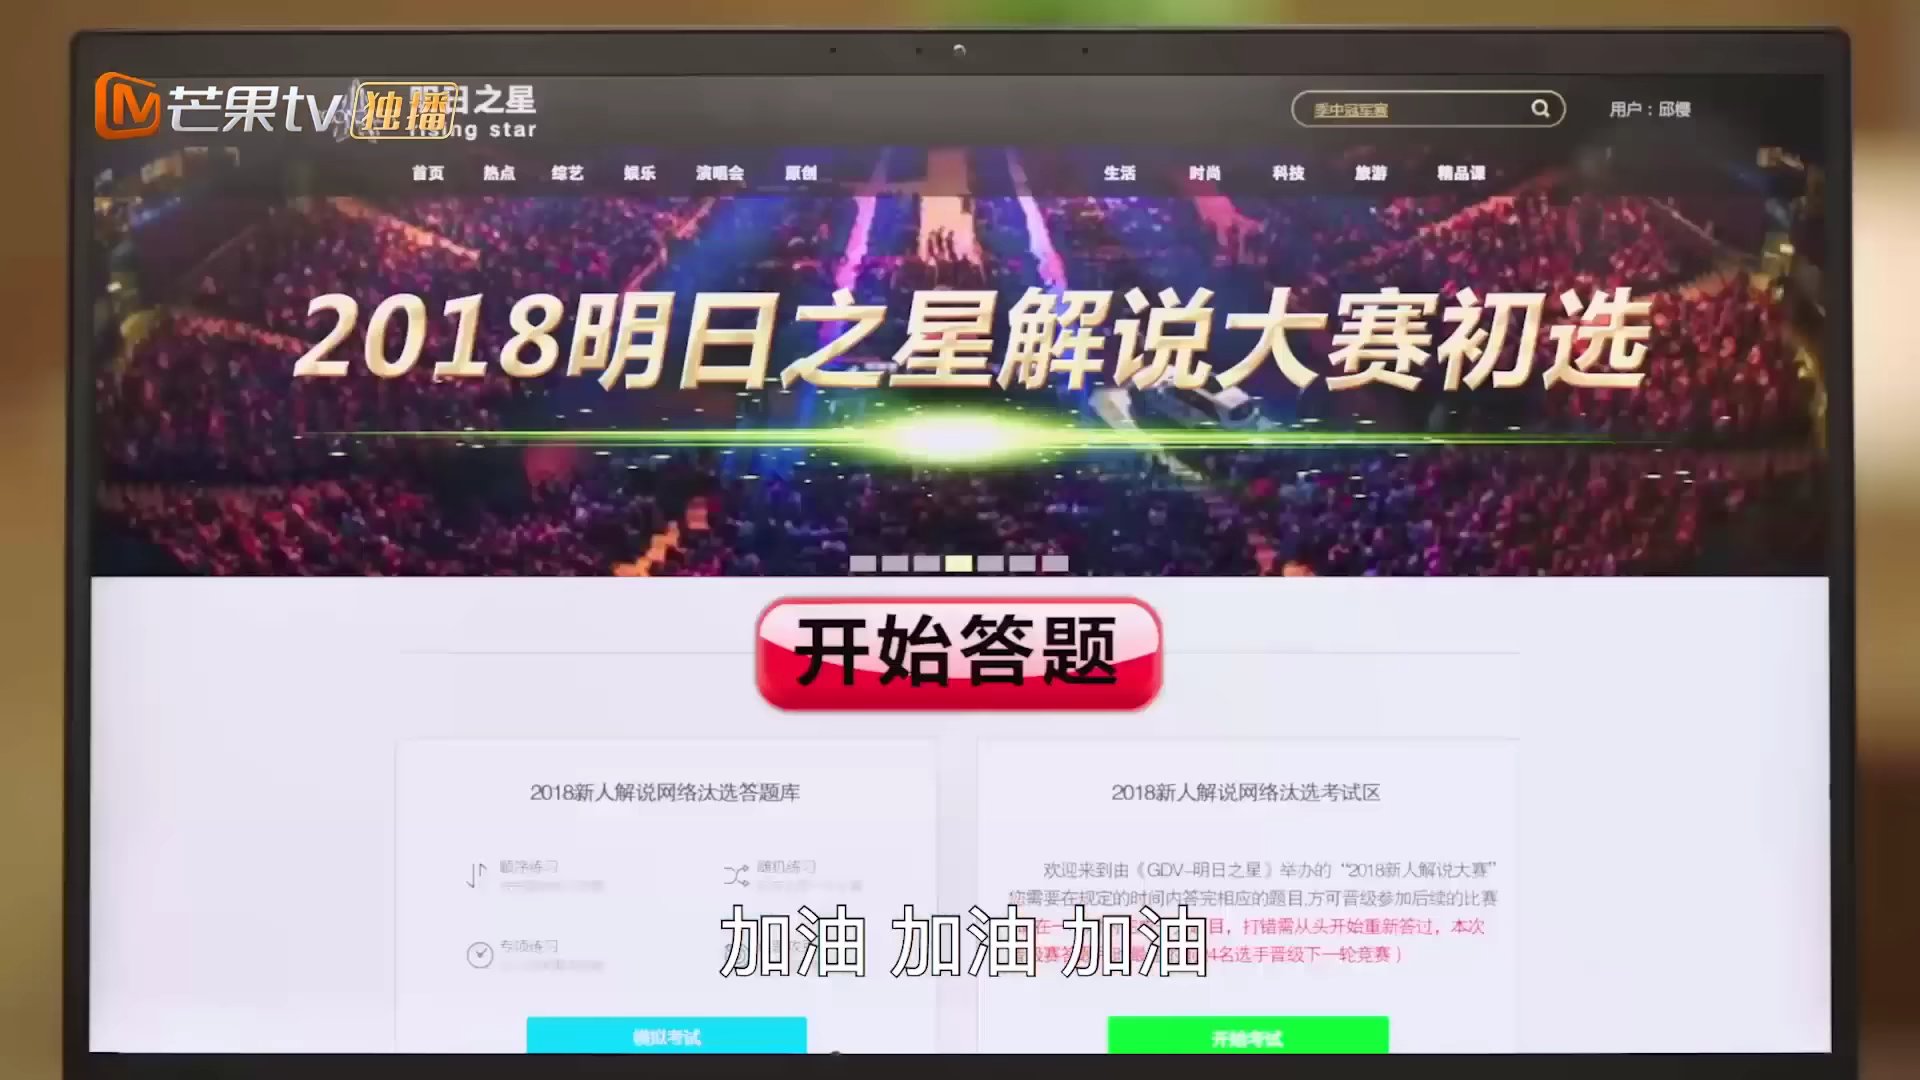 芒果tv 独播
明日之星
rising star
季中冠军赛
用户：邱樱
首页 热点 综艺 娱乐 演唱会 原创 生活 时尚 科技 旅游 精品课
2018明日之星解说大赛初选
开始答题
2018新人解说网络汰选答题库
2018新人解说网络汰选考试区
顺序练习
随机练习
专项练习
欢迎来到由《GDV-明日之星》举办的“2018新人解说大赛”
您需要在规定的时间内答完相应的题目,方可晋级参加后续的比赛
在一
目，打错需从头开始重新答过，本次
赛答
4名选手晋级下一轮竞赛）
加油 加油 加油
模拟考试
开始考试